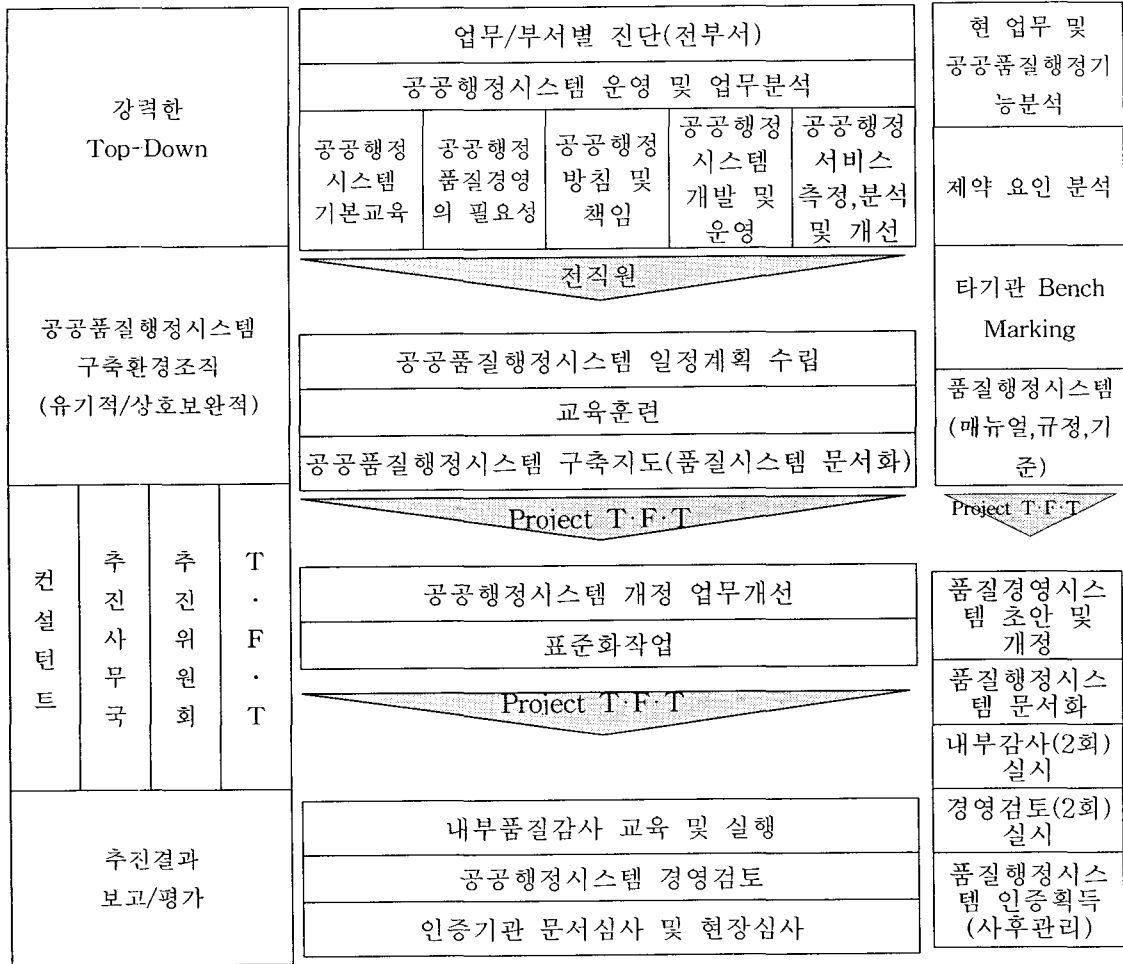 강력한
Top-Down
공공품질행정시스템
구축환경조직
(유기적/상호보완적)
컨설턴트
추진사무국
추진위원회
T·F·T
추진결과
보고/평가
업무/부서별 진단(전부서)
공공행정시스템 운영 및 업무분석
공공행정
시스템
기본교육
공공행정
품질경영
의 필요성
공공행정
방침 및
책임
공공행정
시스템
개발 및
운영
공공행정
서비스
측정,분석
및 개선
전직원
공공품질행정시스템 일정계획 수립
교육훈련
공공품질행정시스템 구축지도(품질시스템 문서화)
Project T·F·T
공공행정시스템 개정 업무개선
표준화작업
Project T·F·T
내부품질감사 교육 및 실행
공공행정시스템 경영검토
인증기관 문서심사 및 현장심사
현 업무 및
공공품질행정기
능분석
제약 요인 분석
타기관 Bench
Marking
품질행정시스템
(매뉴얼,규정,기
준)
Project T·F·T
품질경영시스
템 초안 및
개정
품질행정시스
템 문서화
내부감사(2회)
실시
경영검토(2회)
실시
품질행정시스
템 인증획득
(사후관리)